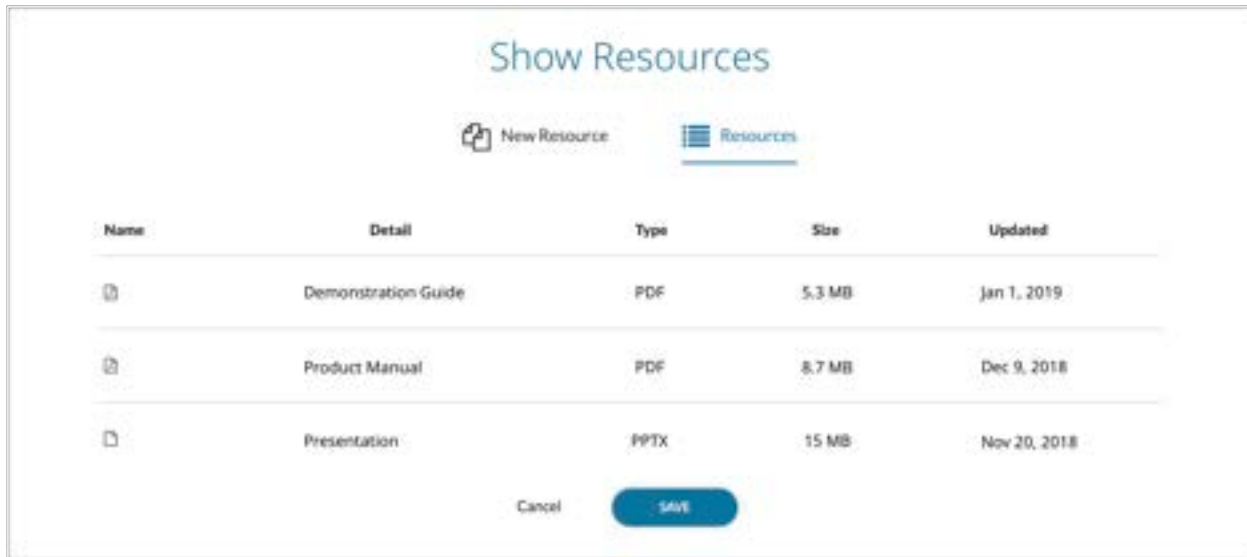 Show Resources
New Resource Resources
Name Detail Type Size Updated
Demonstration Guide PDF 5.3 MB Jan 1, 2019
Product Manual PDF 8.7 MB Dec 9, 2018
Presentation PPTX 15 MB Nov 20, 2018
Cancel SAVE